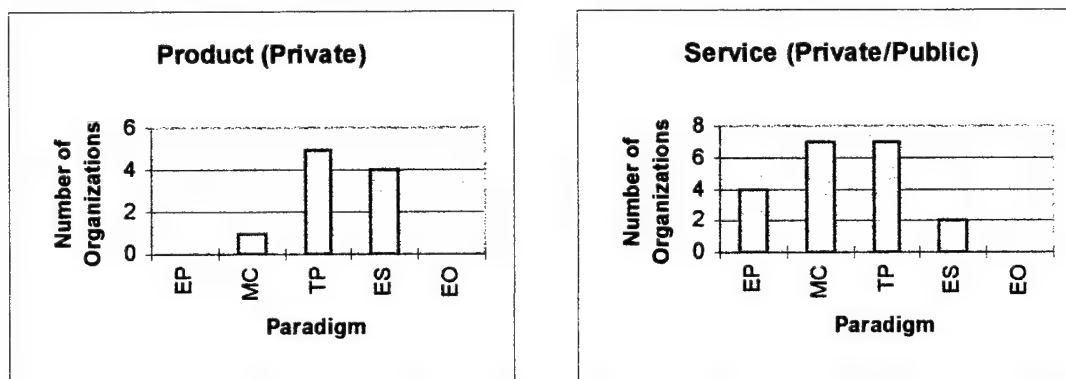 Product (Private)
Number of
Organizations
6
4
2
0
EP
MC
TP
ES
EO
Paradigm
Service (Private/Public)
Number of
Organizations
8
6
4
2
0
EP
MC
TP
ES
EO
Paradigm